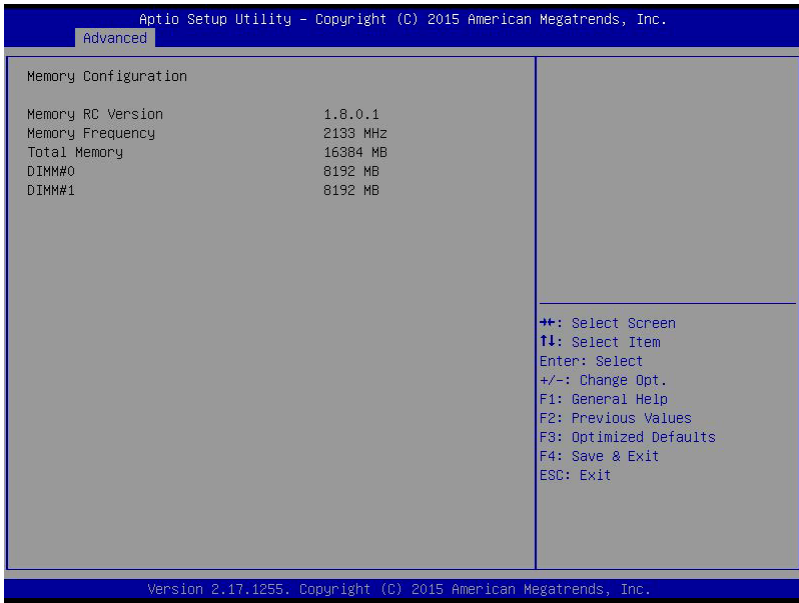 Aptio Setup Utility – Copyright (C) 2015 American Megatrends, Inc.
Advanced
Memory Configuration
Memory RC Version 1.8.0.1
Memory Frequency 2133 MHz
Total Memory 16384 MB
DIMM#0 8192 MB
DIMM#1 8192 MB
→←: Select Screen
↑↓: Select Item
Enter: Select
+/-: Change Opt.
F1: General Help
F2: Previous Values
F3: Optimized Defaults
F4: Save & Exit
ESC: Exit
Version 2.17.1255. Copyright (C) 2015 American Megatrends, Inc.